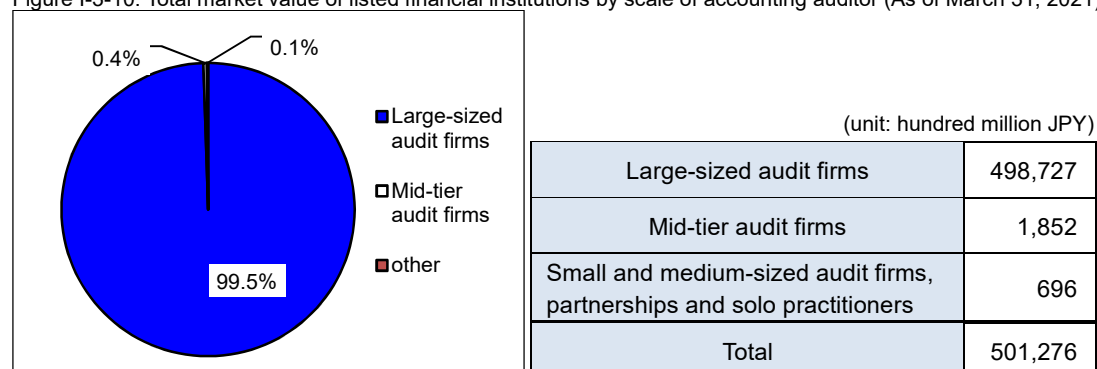 Figure I-3-10: Total market value of listed financial institutions by scale of accounting auditor (As of March 31, 2021)
0.4%
0.1%
Large-sized
audit firms
Mid-tier
audit firms
other
99.5%
(unit: hundred million JPY)
Large-sized audit firms 498,727
Mid-tier audit firms 1,852
Small and medium-sized audit firms,
partnerships and solo practitioners 696
Total 501,276